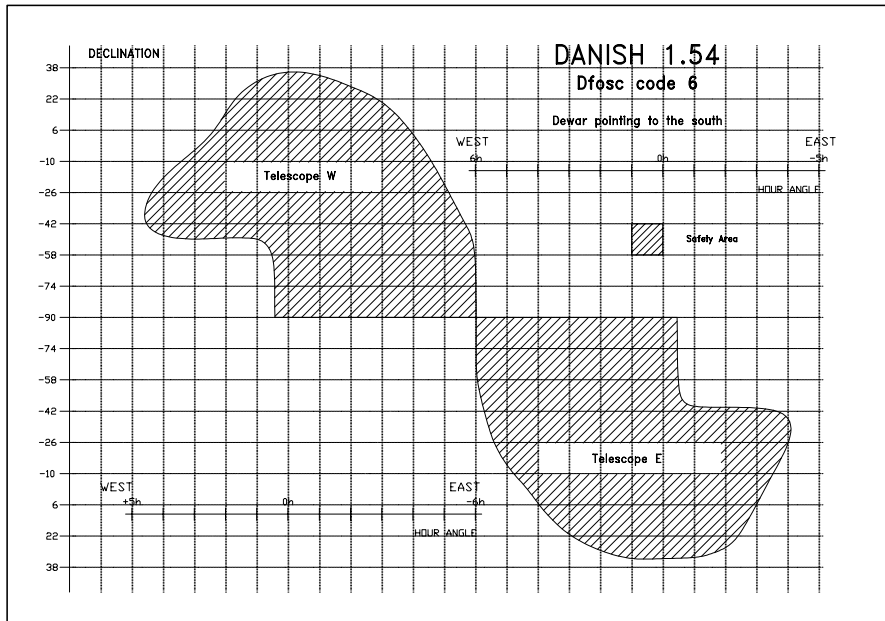 DECLINATION
DANISH 1.54
Dfosc code 6
Dewar pointing to the south
38
22
6
-10
-26
-42
-58
-74
-90
-74
-58
-42
-26
-10
6
22
38
WEST
EAST
6h
0h
-5h
HOUR ANGLE
Telescope W
Safety Area
Telescope E
WEST
EAST
+5h
0h
-6h
HOUR ANGLE